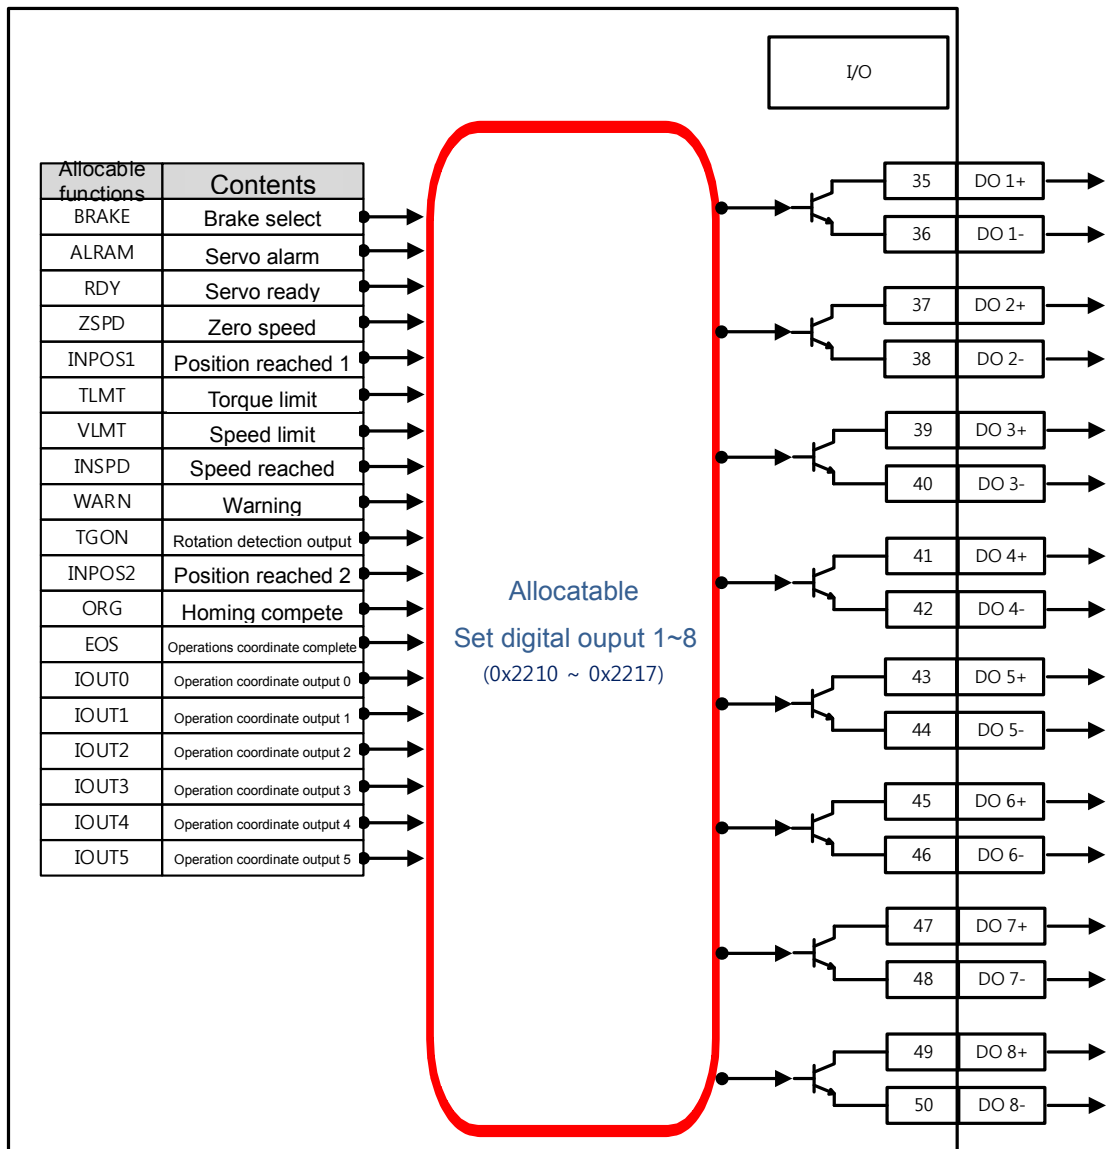 I/O
Allocable functions Contents
BRAKE Brake select
ALRAM Servo alarm
RDY Servo ready
ZSPD Zero speed
INPOS1 Position reached 1
TLMT Torque limit
VLMT Speed limit
INSPD Speed reached
WARN Warning
TGON Rotation detection output
INPOS2 Position reached 2
ORG Homing compete
EOS Operations coordinate complete
IOUT0 Operation coordinate output 0
IOUT1 Operation coordinate output 1
IOUT2 Operation coordinate output 2
IOUT3 Operation coordinate output 3
IOUT4 Operation coordinate output 4
IOUT5 Operation coordinate output 5
Allocatable
Set digital ouput 1~8
(0x2210 ~ 0x2217)
35 DO 1+
36 DO 1-
37 DO 2+
38 DO 2-
39 DO 3+
40 DO 3-
41 DO 4+
42 DO 4-
43 DO 5+
44 DO 5-
45 DO 6+
46 DO 6-
47 DO 7+
48 DO 7-
49 DO 8+
50 DO 8-